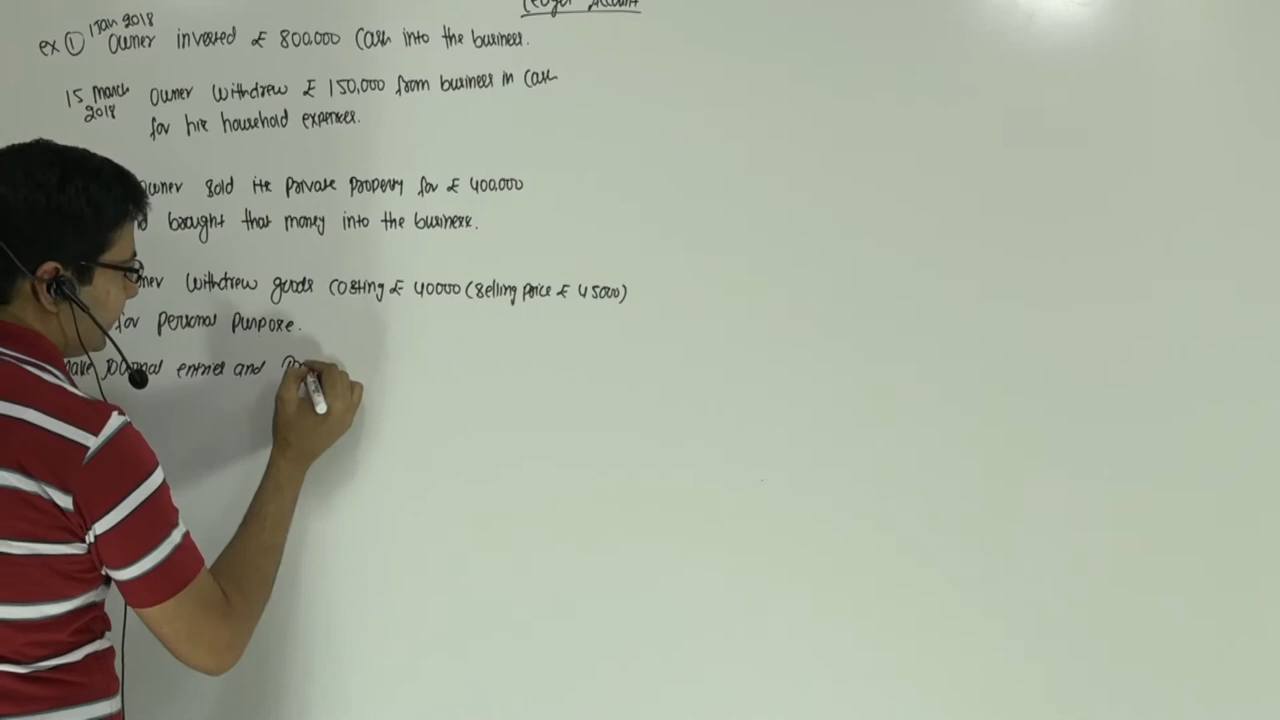 Account
ex ① 1 Jan 2018 Owner invested £ 800,000 Cash into the business.
15 March 2018 Owner withdrew £ 150,000 from business in Cash
for his household expenses.
owner sold its private property for £ 400,000
brought that money into the business.
withdrew goods costing £ 40000 (Selling price £ 45000)
for personal purpose.
Journal entries and